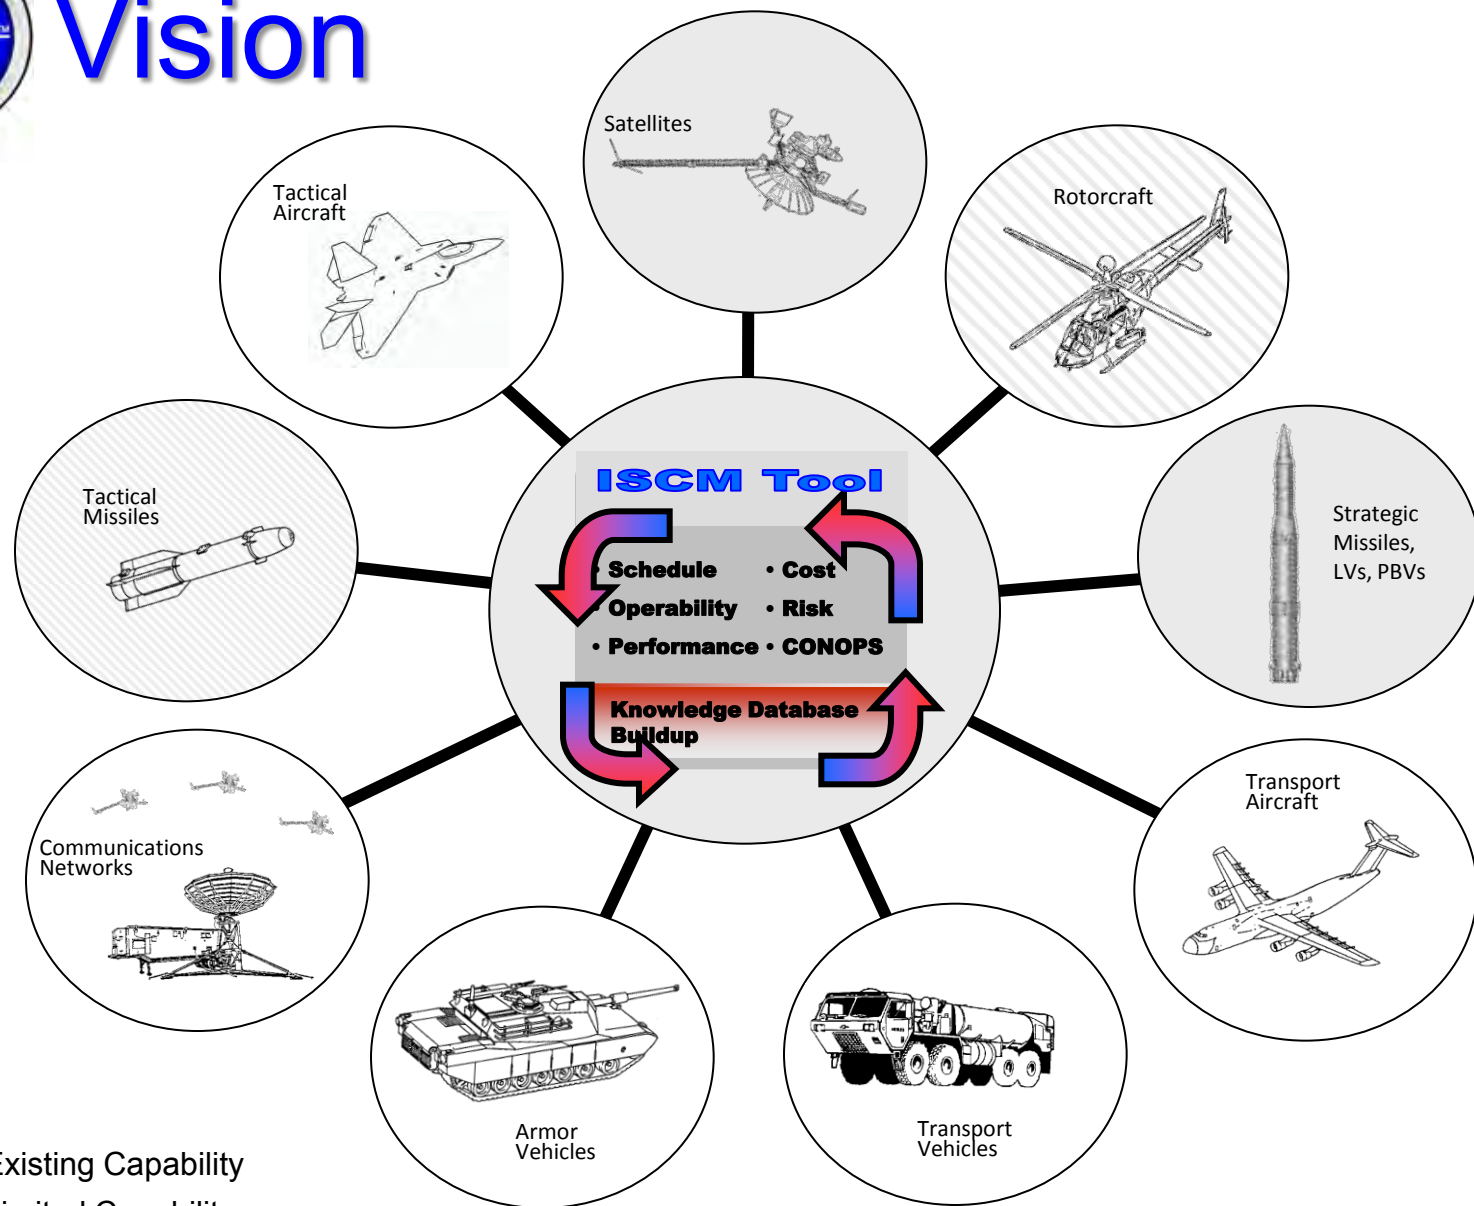 Vision
Satellites
Tactical
Aircraft
Rotorcraft
Tactical
Missiles
Strategic
Missiles,
LVs, PBVs
ISCM Tool
• Schedule • Cost
• Operability • Risk
• Performance • CONOPS
Knowledge Database
Buildup
Communications
Networks
Transport
Aircraft
Armor
Vehicles
Transport
Vehicles
Existing Capability